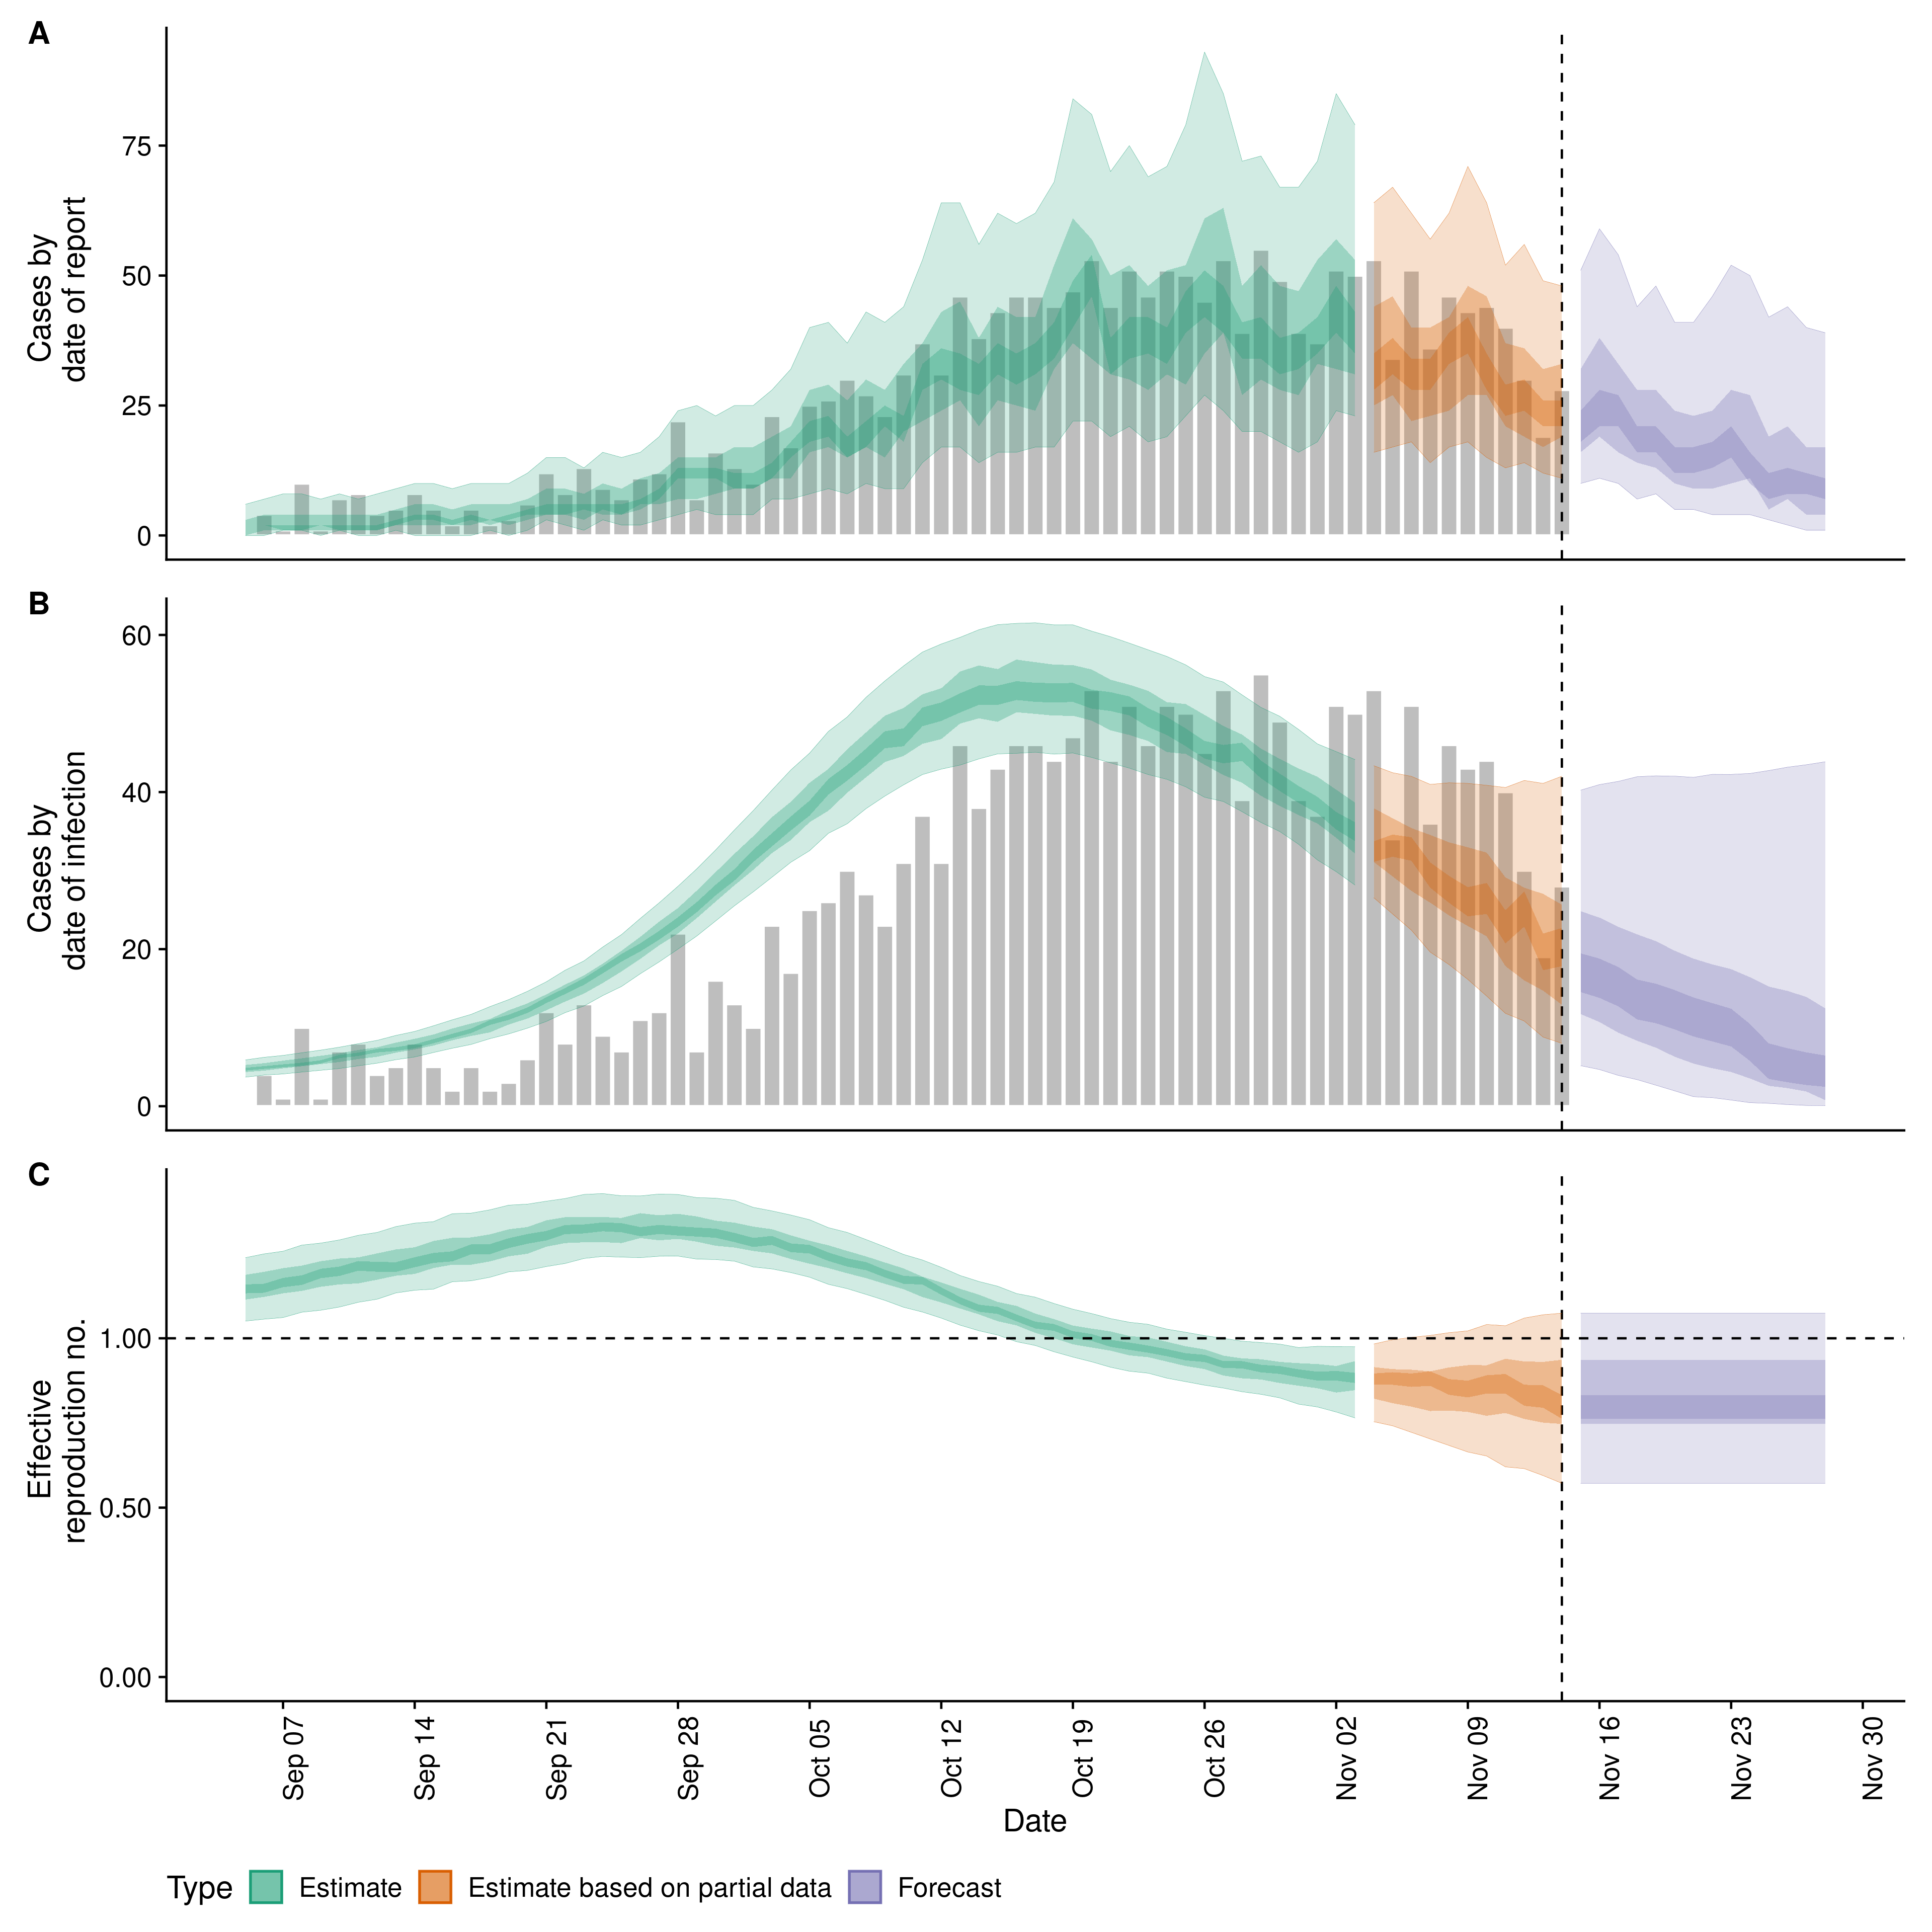 A
Cases by
date of report
75
50
25
0
B
Cases by
date of infection
60
40
20
0
C
Effective
reproduction no.
1.00
0.50
0.00
Sep 07
Sep 14
Sep 21
Sep 28
Oct 05
Oct 12
Oct 19
Oct 26
Nov 02
Nov 09
Nov 16
Nov 23
Nov 30
Date
Type Estimate Estimate based on partial data Forecast